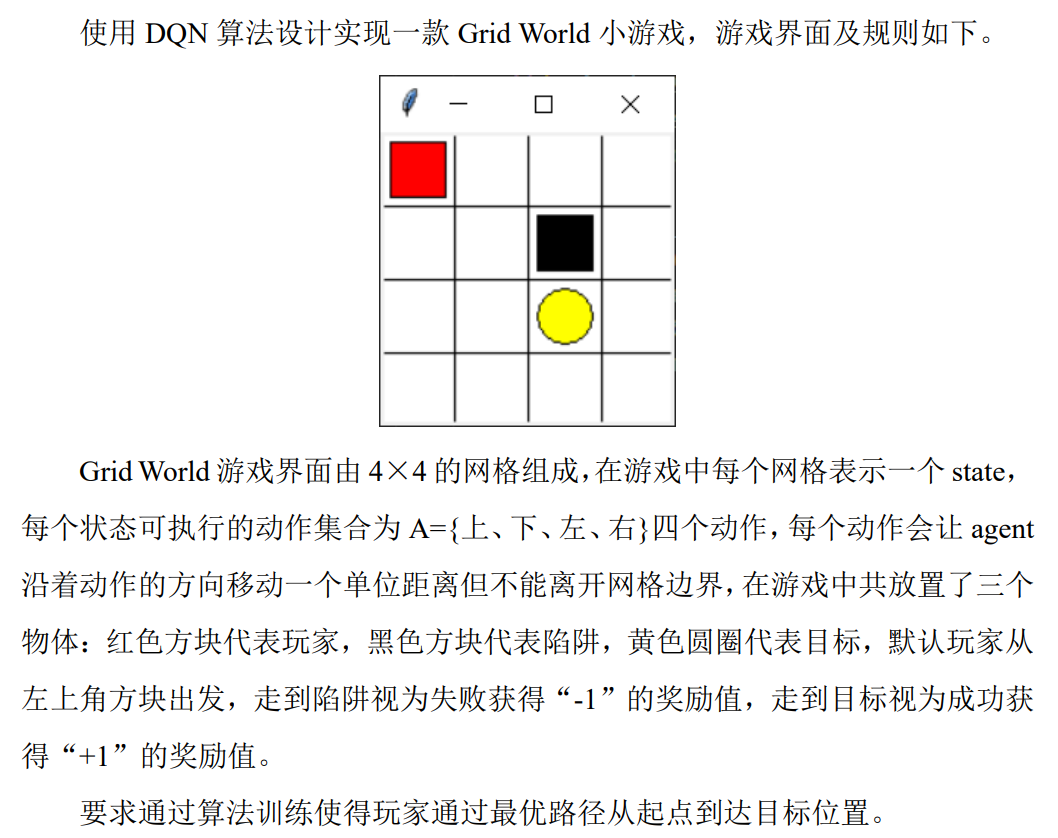 使用 DQN 算法设计实现一款 Grid World 小游戏，游戏界面及规则如下。
Grid World 游戏界面由 4×4 的网格组成，在游戏中每个网格表示一个 state，
每个状态可执行的动作集合为 A={上、下、左、右}四个动作，每个动作会让 agent
沿着动作的方向移动一个单位距离但不能离开网格边界，在游戏中共放置了三个
物体：红色方块代表玩家，黑色方块代表陷阱，黄色圆圈代表目标，默认玩家从
左上角方块出发，走到陷阱视为失败获得“-1”的奖励值，走到目标视为成功获
得“+1”的奖励值。
要求通过算法训练使得玩家通过最优路径从起点到达目标位置。